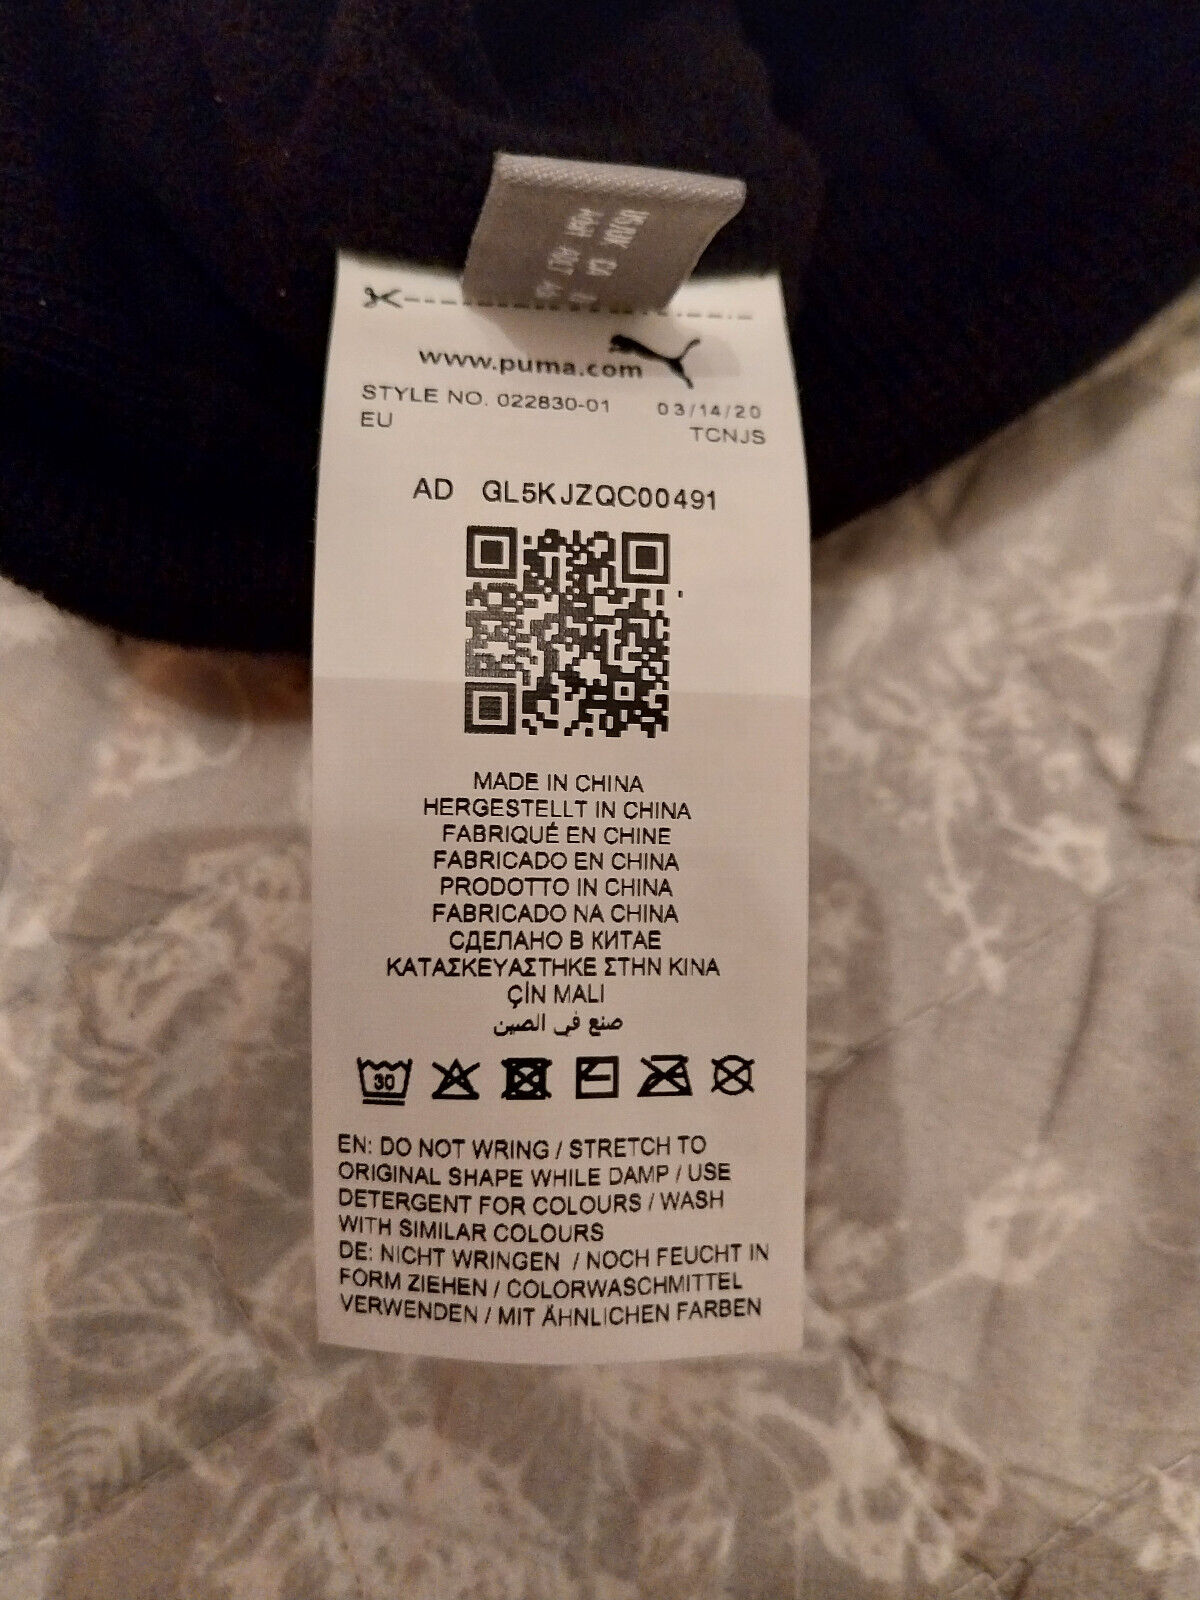 www.puma.com
STYLE NO. 022830-01 03/14/20
EU TCNJS
AD GL5KJZQC00491
MADE IN CHINA
HERGESTELLT IN CHINA
FABRIQUÉ EN CHINE
FABRICADO EN CHINA
PRODOTTO IN CHINA
FABRICADO NA CHINA
СДЕЛАНО В КИТАЕ
ΚΑΤΑΣΚΕΥΑΣΤΗΚΕ ΣΤΗΝ ΚΙΝΑ
ÇİN MALI
صنع في الصين
30
EN: DO NOT WRING / STRETCH TO
ORIGINAL SHAPE WHILE DAMP / USE
DETERGENT FOR COLOURS / WASH
WITH SIMILAR COLOURS
DE: NICHT WRINGEN / NOCH FEUCHT IN
FORM ZIEHEN / COLORWASCHMITTEL
VERWENDEN / MIT ÄHNLICHEN FARBEN